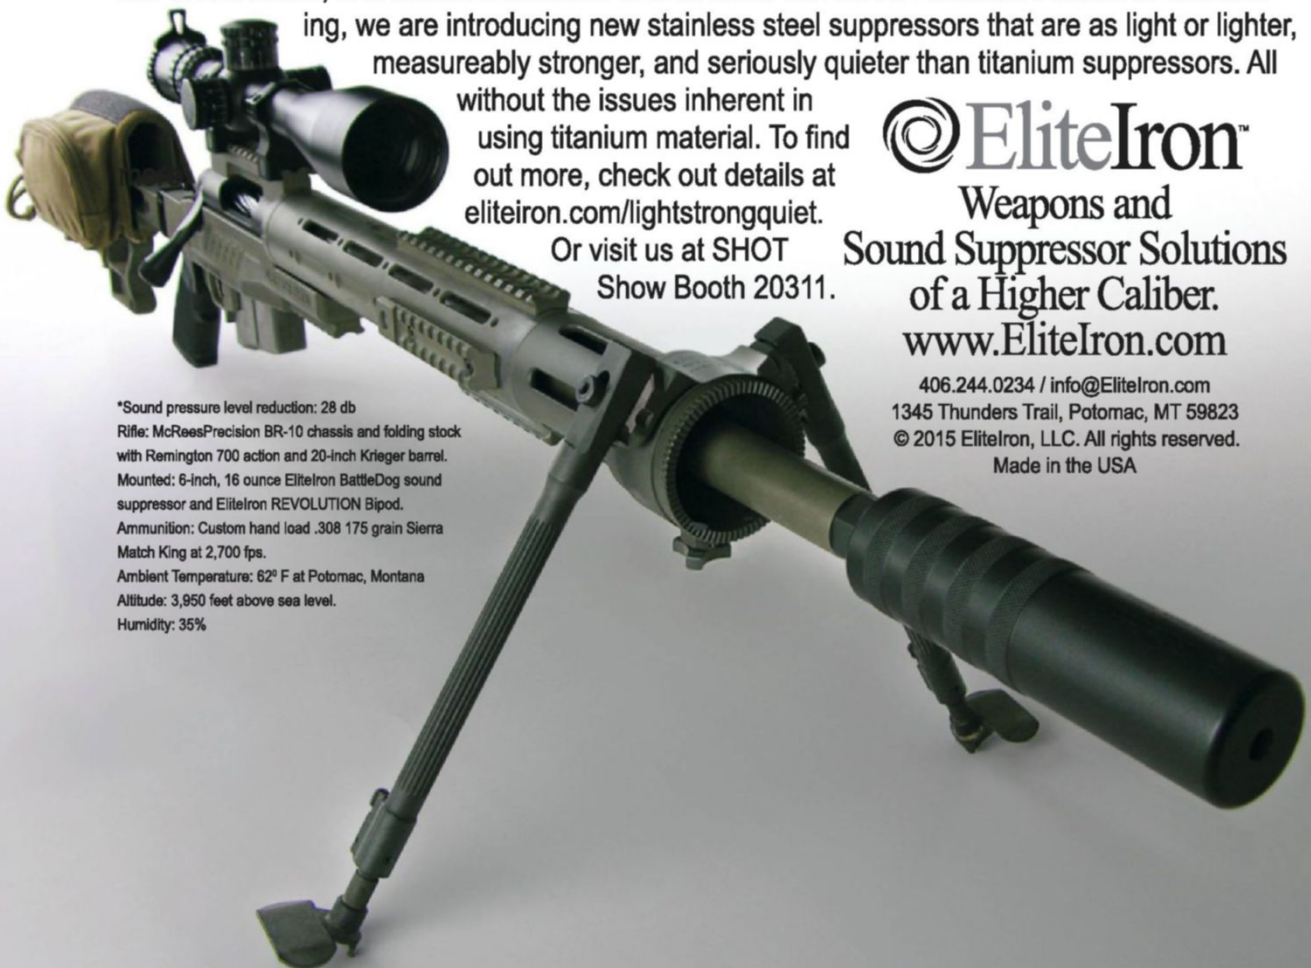 ing, we are introducing new stainless steel suppressors that are as light or lighter,
measureably stronger, and seriously quieter than titanium suppressors. All
without the issues inherent in
using titanium material. To find
out more, check out details at
eliteiron.com/lightstrongquiet.
Or visit us at SHOT
Show Booth 20311.
EliteIron™
Weapons and
Sound Suppressor Solutions
of a Higher Caliber.
www.EliteIron.com
406.244.0234 / info@EliteIron.com
1345 Thunders Trail, Potomac, MT 59823
© 2015 EliteIron, LLC. All rights reserved.
Made in the USA
*Sound pressure level reduction: 28 db
Rifle: McReesPrecision BR-10 chassis and folding stock
with Remington 700 action and 20-inch Krieger barrel.
Mounted: 6-inch, 16 ounce EliteIron BattleDog sound
suppressor and EliteIron REVOLUTION Bipod.
Ammunition: Custom hand load .308 175 grain Sierra
Match King at 2,700 fps.
Ambient Temperature: 62º F at Potomac, Montana
Altitude: 3,950 feet above sea level.
Humidity: 35%